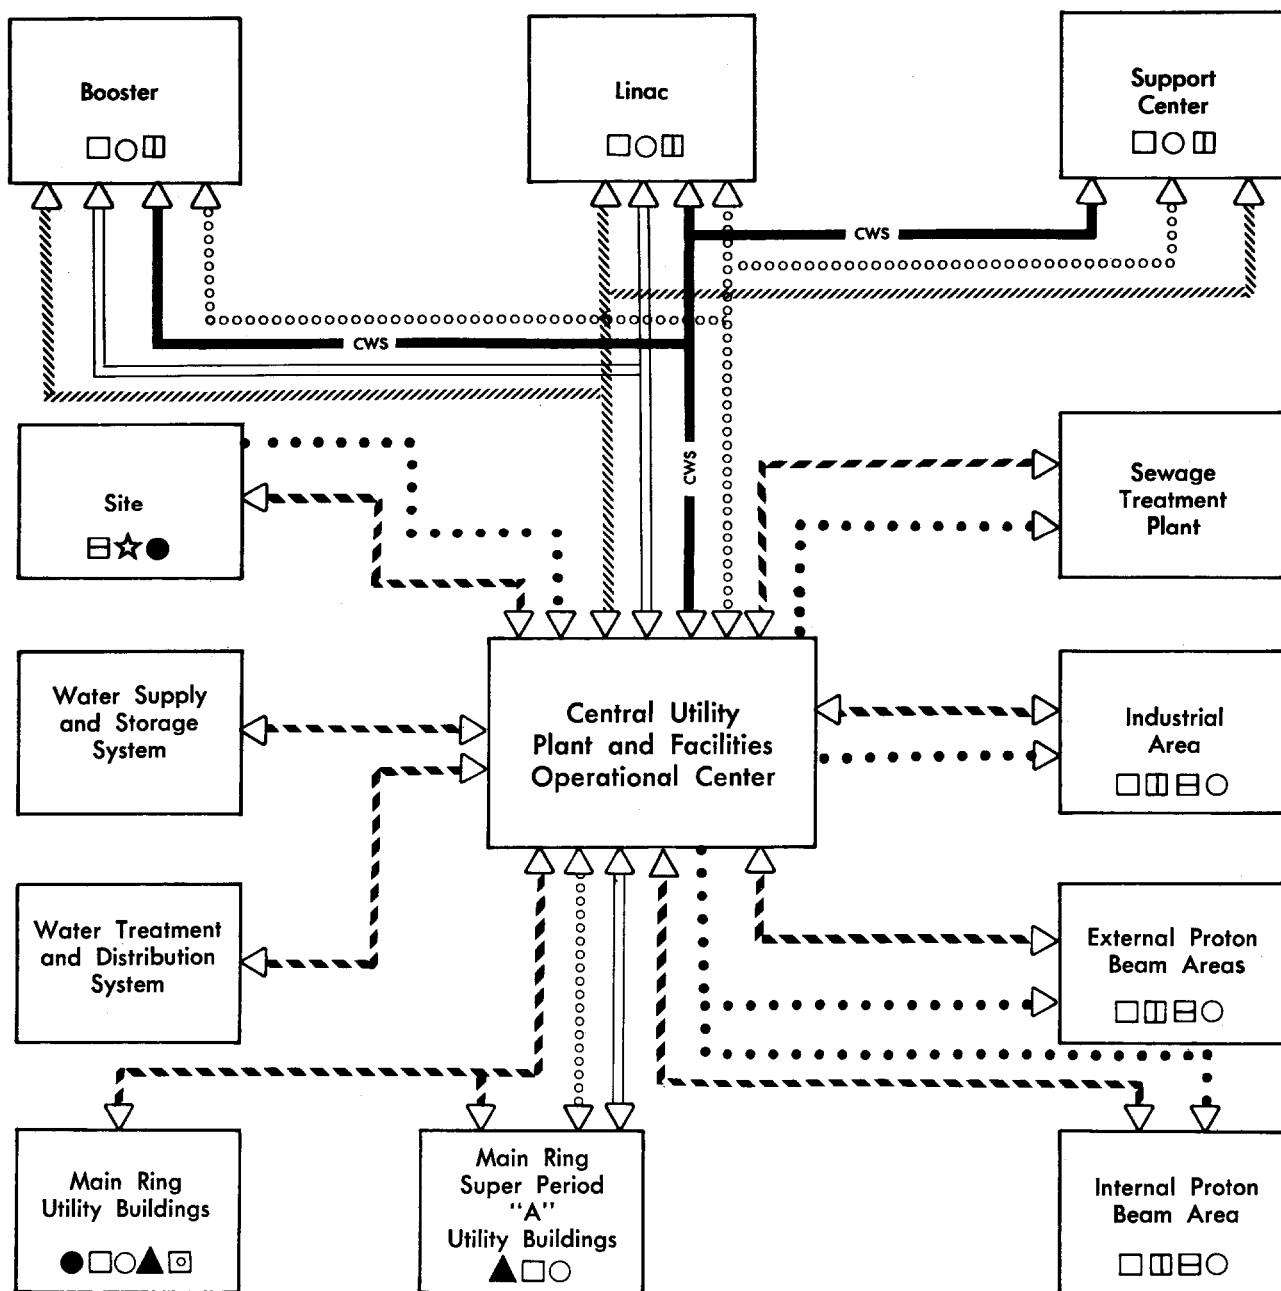 Booster
Linac
Support
Center
CWS
CWS
CWS
Site
Sewage
Treatment
Plant
Water Supply
and Storage
System
Central Utility
Plant and Facilities
Operational Center
Industrial
Area
Water Treatment
and Distribution
System
External Proton
Beam Areas
Main Ring
Utility Buildings
Main Ring
Super Period
"A"
Utility Buildings
Internal Proton
Beam Area